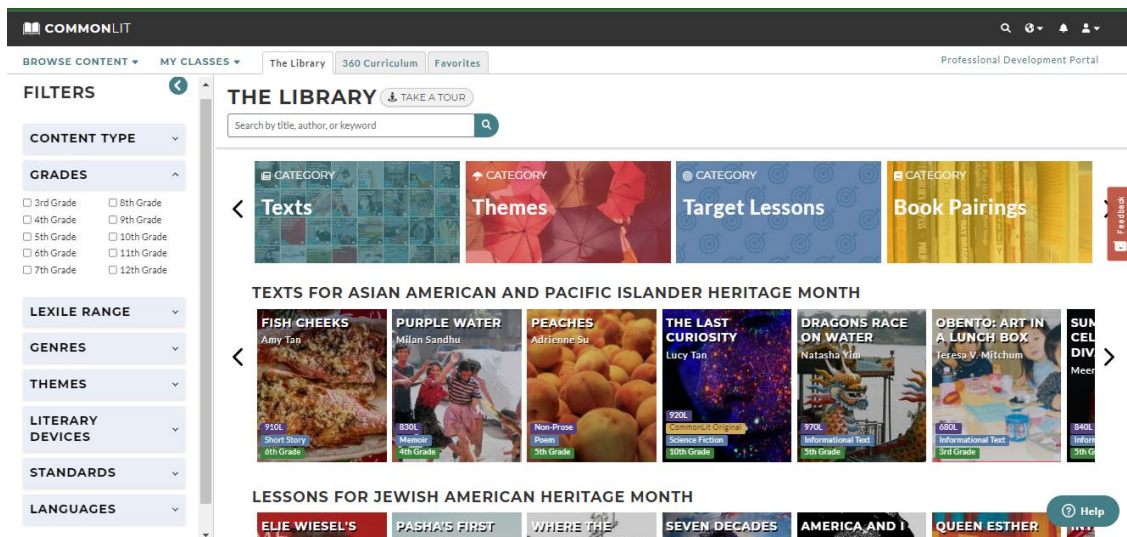 COMMONLIT
BROWSE CONTENT
MY CLASSES
The Library
360 Curriculum
Favorites
Professional Development Portal
FILTERS
CONTENT TYPE
GRADES
3rd Grade
8th Grade
4th Grade
9th Grade
5th Grade
10th Grade
6th Grade
11th Grade
7th Grade
12th Grade
LEXILE RANGE
GENRES
THEMES
LITERARY
DEVICES
STANDARDS
LANGUAGES
THE LIBRARY
TAKE A TOUR
Search by title, author, or keyword
CATEGORY
Texts
CATEGORY
Themes
CATEGORY
Target Lessons
CATEGORY
Book Pairings
Feedback
TEXTS FOR ASIAN AMERICAN AND PACIFIC ISLANDER HERITAGE MONTH
FISH CHEEKS
Amy Tan
910L
Short Story
6th Grade
PURPLE WATER
Milan Sandhu
830L
Memoir
4th Grade
PEACHES
Adrienne Su
Non-Prose
Poem
5th Grade
THE LAST
CURIOSITY
Lucy Tan
920L
CommonLit Original
Science Fiction
10th Grade
DRAGONS RACE
ON WATER
Natasha Yim
970L
Informational Text
5th Grade
OBENTO: ART IN
A LUNCH BOX
Teresa V. Mitchum
680L
Informational Text
3rd Grade
SUN
CEL
DIV
Meer
840L
Inform
5th G
LESSONS FOR JEWISH AMERICAN HERITAGE MONTH
ELIE WIESEL'S
PASHA'S FIRST
WHERE THE
SEVEN DECADES
AMERICA AND I
QUEEN ESTHER
Help